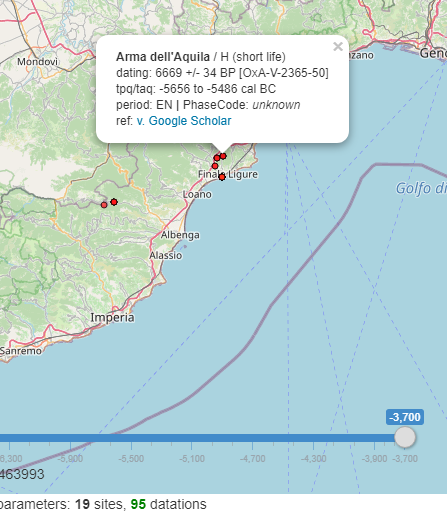 Mondovì
Geno
anzano
Arma dell'Aquila / H (short life)
dating: 6669 +/- 34 BP [OxA-V-2365-50]
tpq/taq: -5656 to -5486 cal BC
period: EN | PhaseCode: unknown
ref: v. Google Scholar
×
Finale Ligure
Golfo di
Loano
Albenga
Alassio
Imperia
Sanremo
-3,700
6,300 -5,900 -5,500 -5,100 -4,700 -4,300 -3,900 -3,700
463993
parameters: 19 sites, 95 datations